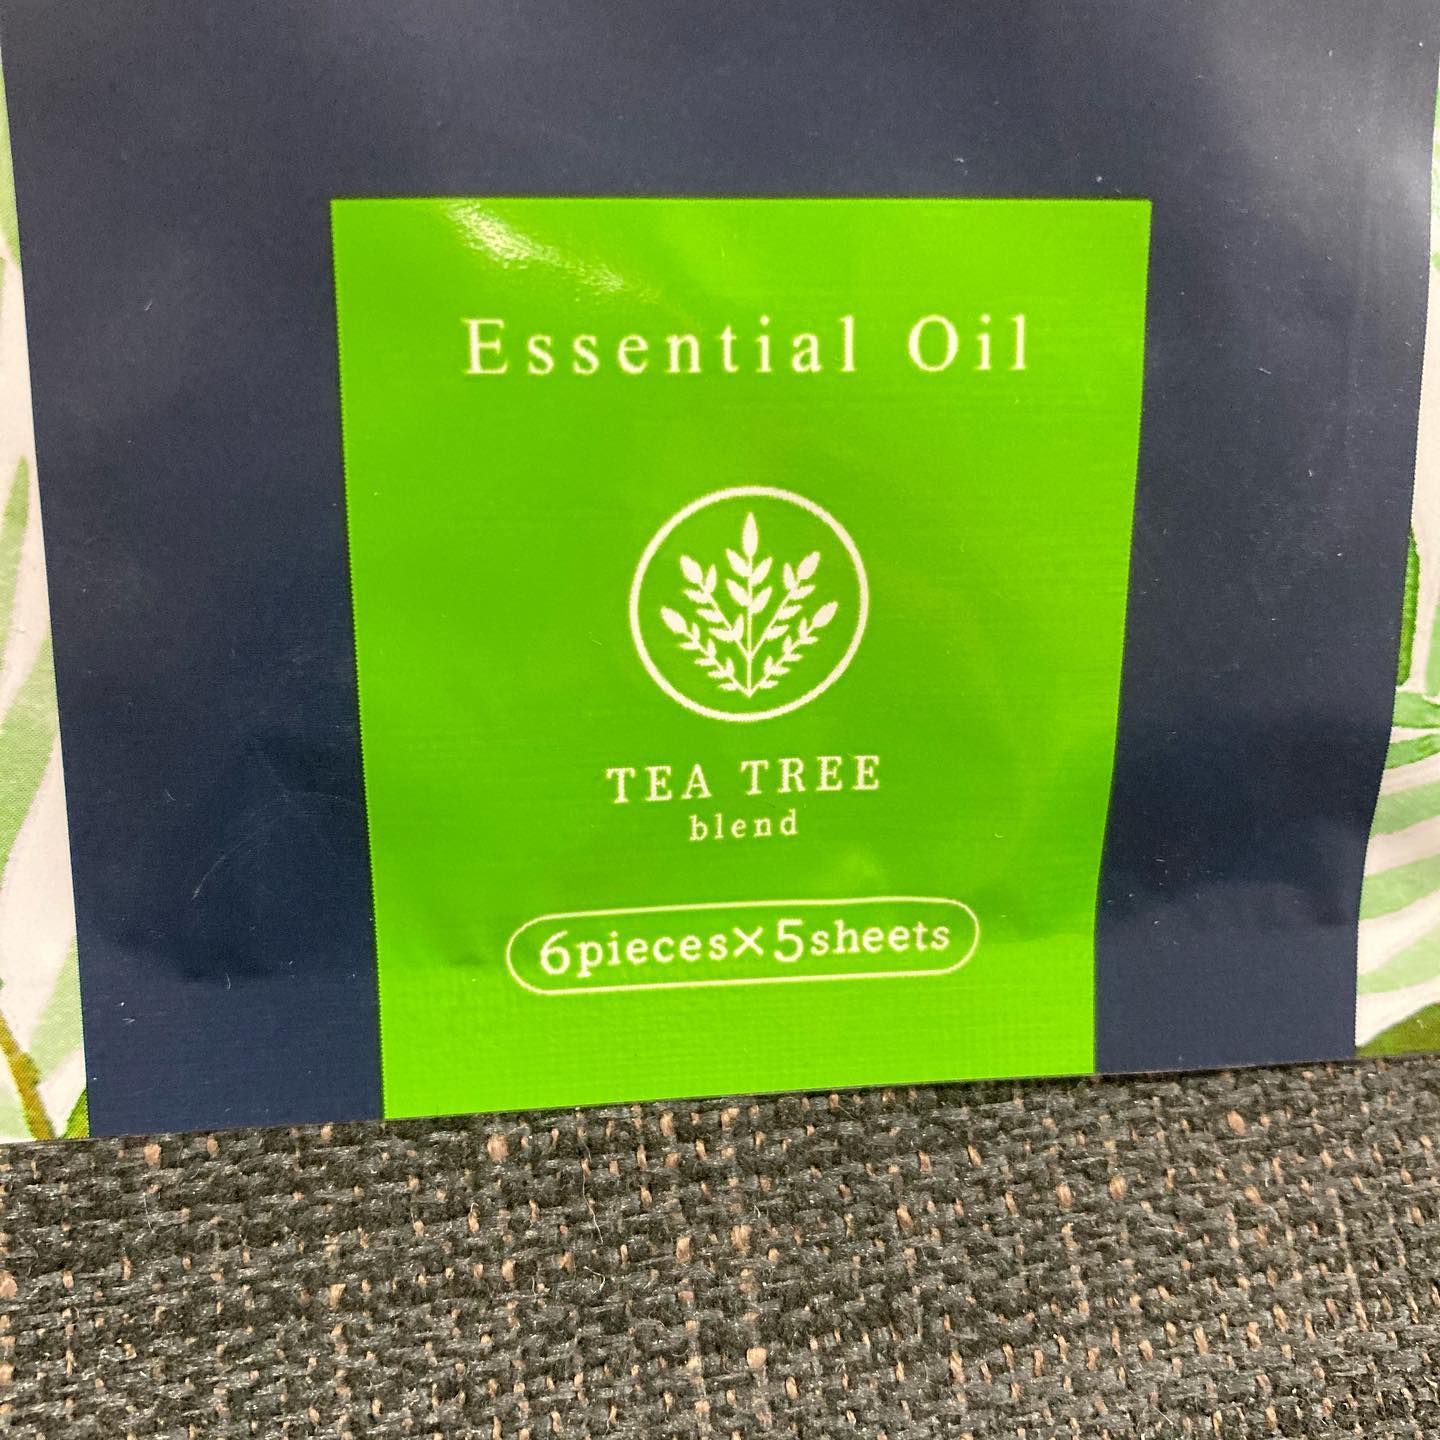 Essential Oil
TEA TREE
blend
6pieces×5sheets